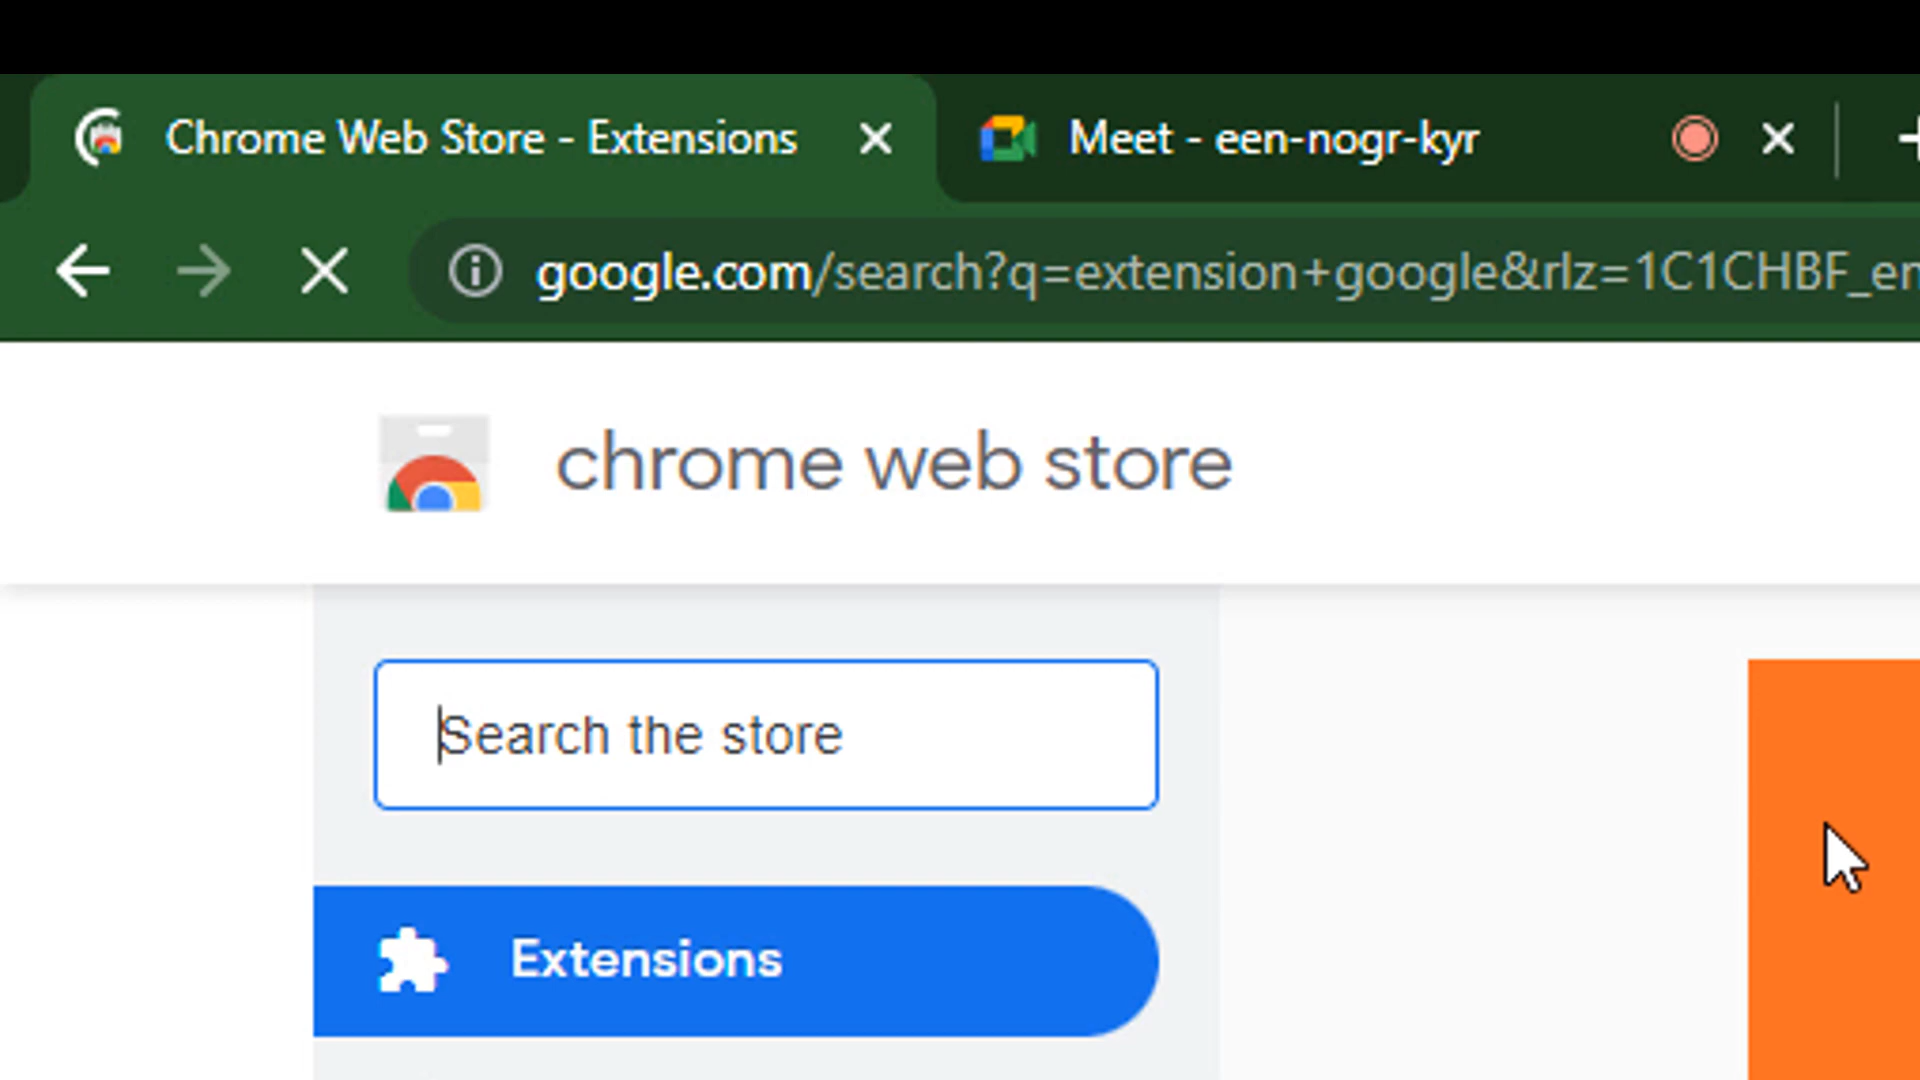 Chrome Web Store - Extensions
Meet - een-nogr-kyr
google.com/search?q=extension+google&rlz=1C1CHBF_en
chrome web store
Search the store
Extensions